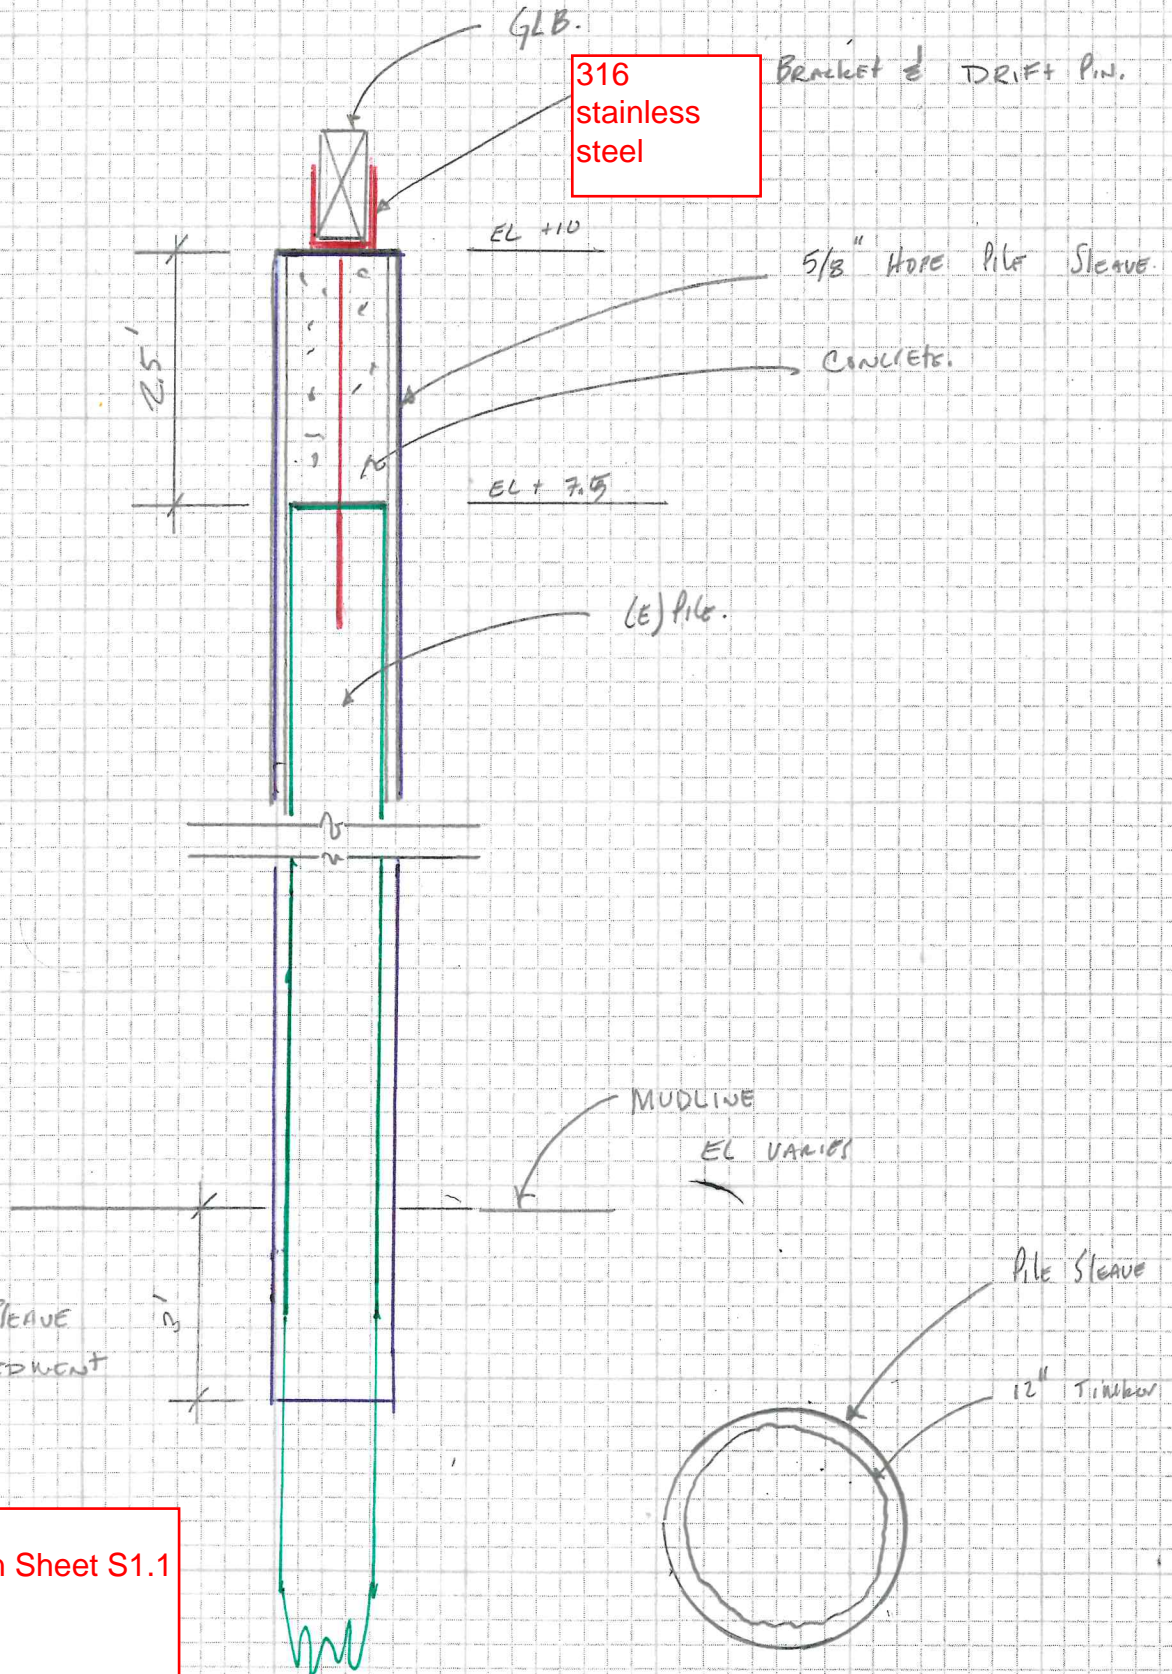 GLB.
316
stainless
steel
BRACKET & DRIFT PIN.
EL +10
5/8" HDPE PILE SLEAVE.
2.5'
CONCRETE.
EL + 7.5
(E) PILE.
MUDLINE
EL VARIES
PILE SLEAVE
3'
12" TIMBER
Sheet S1.1